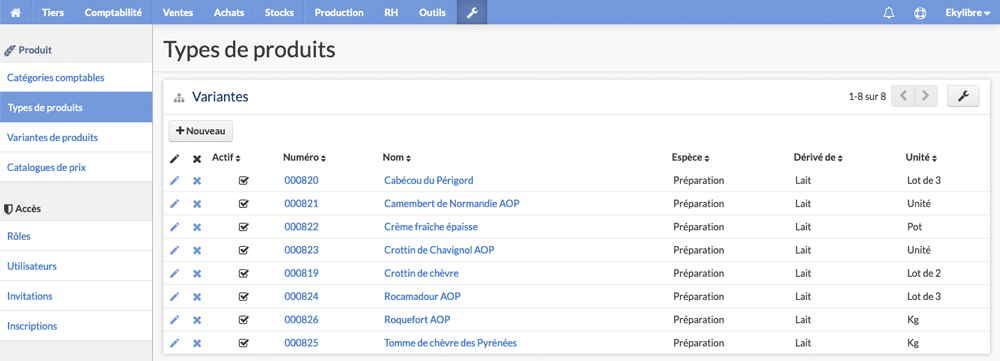 Tiers Comptabilité Ventes Achats Stocks Production RH Outils Ekylibre
Produit
Catégories comptables
Types de produits
Variantes de produits
Catalogues de prix
Accès
Rôles
Utilisateurs
Invitations
Inscriptions
Types de produits
Variantes 1-8 sur 8
Nouveau
Actif Numéro Nom Espèce Dérivé de Unité
000820 Cabécou du Périgord Préparation Lait Lot de 3
000821 Camembert de Normandie AOP Préparation Lait Unité
000822 Crème fraîche épaisse Préparation Lait Pot
000823 Crottin de Chavignol AOP Préparation Lait Unité
000819 Crottin de chèvre Préparation Lait Lot de 2
000824 Rocamadour AOP Préparation Lait Lot de 3
000826 Roquefort AOP Préparation Lait Kg
000825 Tomme de chèvre des Pyrénées Préparation Lait Kg